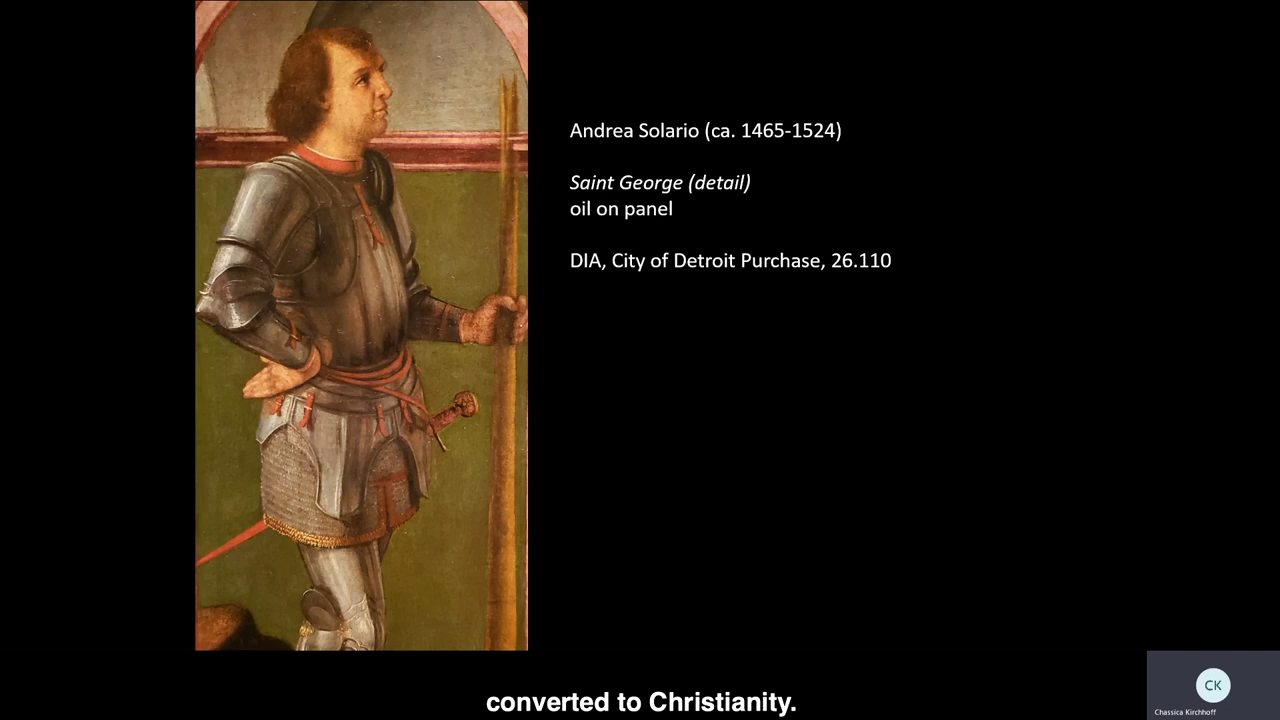 Andrea Solario (ca. 1465-1524)
Saint George (detail)
oil on panel
DIA, City of Detroit Purchase, 26.110
CK
Chassica Kirchhoff
converted to Christianity.